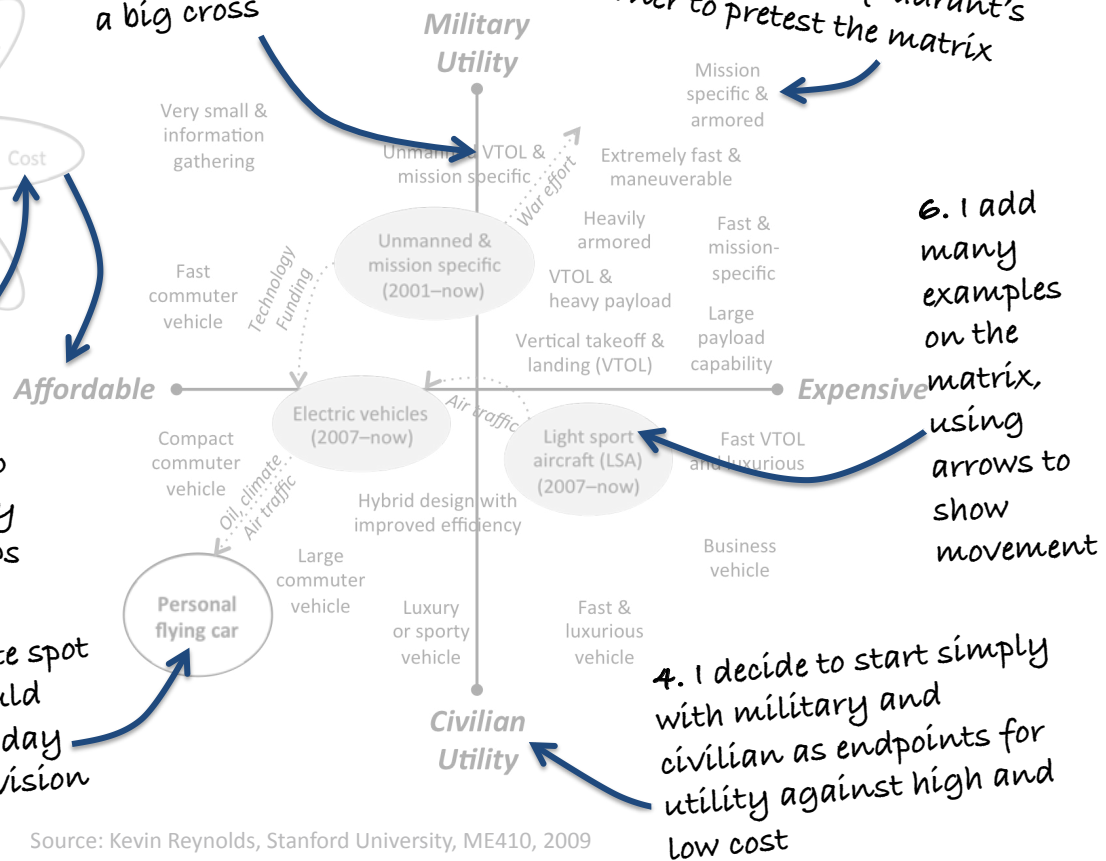 a big cross
to pretest the matrix
Military
Utility
Mission
specific &
armored
Very small &
information
gathering
Cost
Unmanned VTOL &
mission specific
War effort
Extremely fast &
maneuverable
6. I add
many
examples
on the
matrix,
using
arrows to
show
movement
Heavily
armored
Fast &
mission-
specific
Unmanned &
mission specific
(2001–now)
Technology
Funding
Fast
commuter
vehicle
VTOL &
heavy payload
Large
payload
capability
Vertical takeoff &
landing (VTOL)
Affordable
Expensive
Electric vehicles
(2007–now)
Air traffic
Light sport
aircraft (LSA)
(2007–now)
Fast VTOL
and luxurious
Compact
commuter
vehicle
Oil, climate
Air traffic
Hybrid design with
improved efficiency
Large
commuter
vehicle
Business
vehicle
Personal
flying car
Luxury
or sporty
vehicle
Fast &
luxurious
vehicle
spot
day
vision
4. I decide to start simply
with military and
civilian as endpoints for
utility against high and
low cost
Civilian
Utility
Source: Kevin Reynolds, Stanford University, ME410, 2009